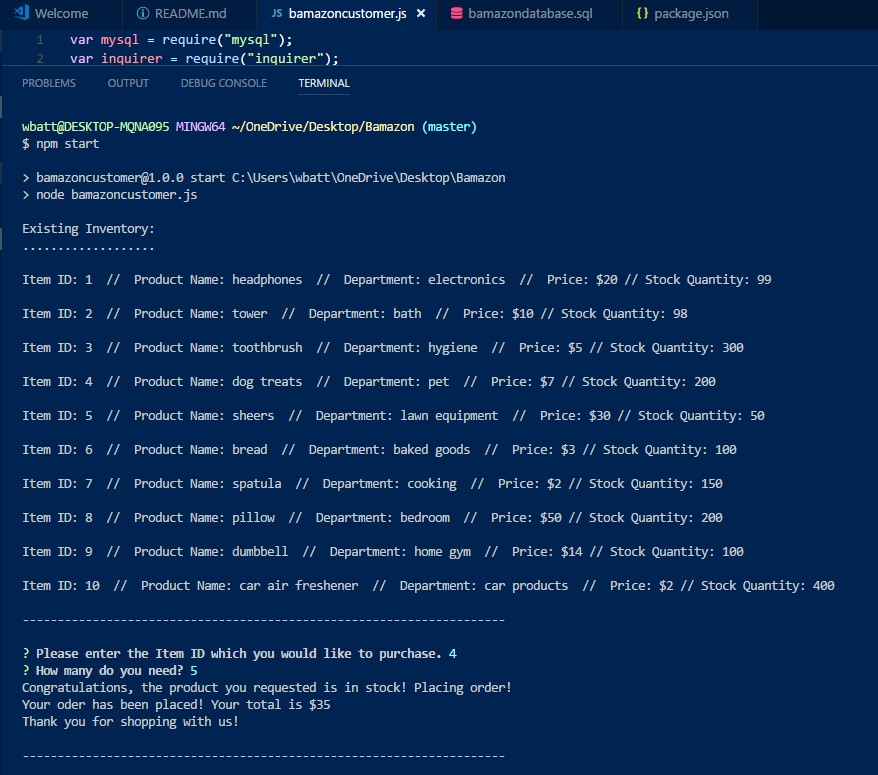 Welcome README.md JS bamazoncustomer.js × bamazondatabase.sql {} package.json
1 var mysql = require("mysql");
2 var inquirer = require("inquirer");
PROBLEMS OUTPUT DEBUG CONSOLE TERMINAL
wbatt@DESKTOP-MQNA095 MINGW64 ~/OneDrive/Desktop/Bamazon (master)
$ npm start
> bamazoncustomer@1.0.0 start C:\Users\wbatt\OneDrive\Desktop\Bamazon
> node bamazoncustomer.js
Existing Inventory:
...................
Item ID: 1 // Product Name: headphones // Department: electronics // Price: $20 // Stock Quantity: 99
Item ID: 2 // Product Name: tower // Department: bath // Price: $10 // Stock Quantity: 98
Item ID: 3 // Product Name: toothbrush // Department: hygiene // Price: $5 // Stock Quantity: 300
Item ID: 4 // Product Name: dog treats // Department: pet // Price: $7 // Stock Quantity: 200
Item ID: 5 // Product Name: sheers // Department: lawn equipment // Price: $30 // Stock Quantity: 50
Item ID: 6 // Product Name: bread // Department: baked goods // Price: $3 // Stock Quantity: 100
Item ID: 7 // Product Name: spatula // Department: cooking // Price: $2 // Stock Quantity: 150
Item ID: 8 // Product Name: pillow // Department: bedroom // Price: $50 // Stock Quantity: 200
Item ID: 9 // Product Name: dumbbell // Department: home gym // Price: $14 // Stock Quantity: 100
Item ID: 10 // Product Name: car air freshener // Department: car products // Price: $2 // Stock Quantity: 400
---------------------------------------------------------------------
? Please enter the Item ID which you would like to purchase. 4
? How many do you need? 5
Congratulations, the product you requested is in stock! Placing order!
Your oder has been placed! Your total is $35
Thank you for shopping with us!
---------------------------------------------------------------------